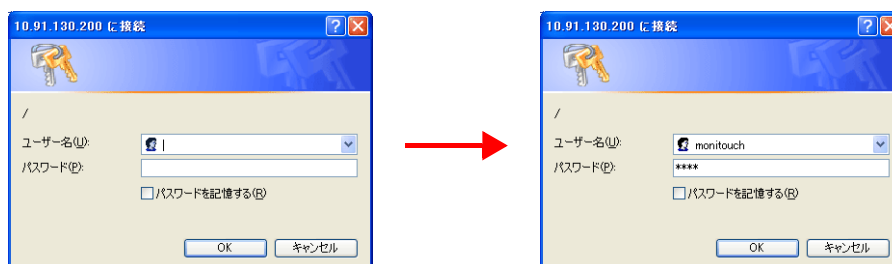 10.91.130.200 に接続
/
ユーザー名(U):
パスワード(P):
パスワードを記憶する(R)
OK キャンセル
10.91.130.200 に接続
/
ユーザー名(U): monitouch
パスワード(P): ****
パスワードを記憶する(R)
OK キャンセル